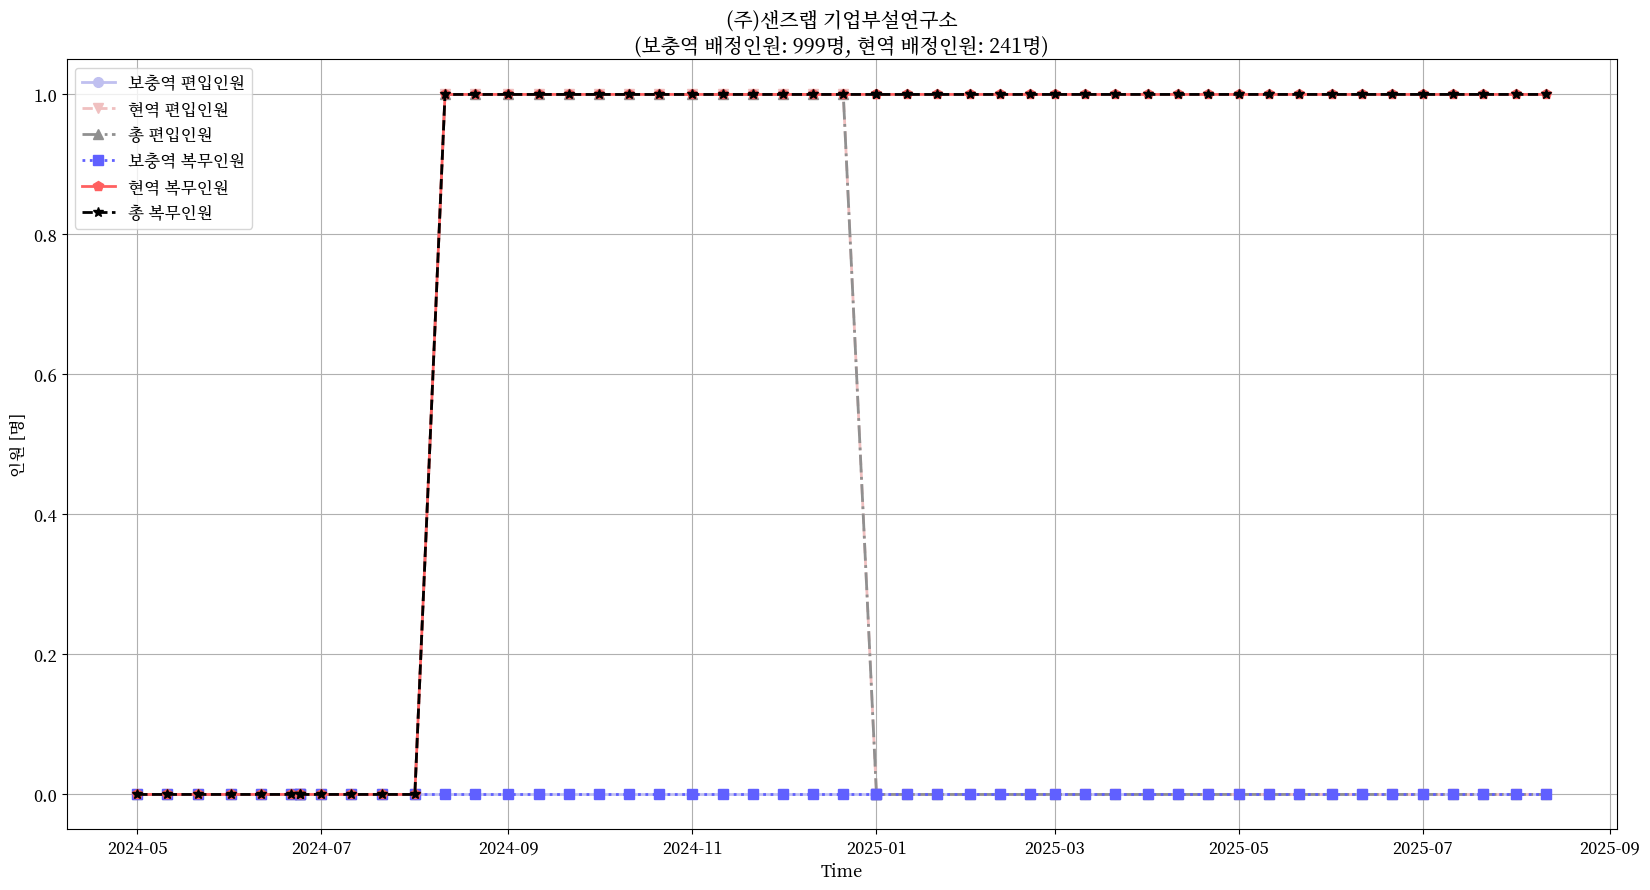 (주)샌즈랩 기업부설연구소
(보충역 배정인원: 999명, 현역 배정인원: 241명)
보충역 편입인원
현역 편입인원
총 편입인원
보충역 복무인원
현역 복무인원
총 복무인원
1.0
0.8
0.6
0.4
0.2
0.0
인원 [명]
2024-05
2024-07
2024-09
2024-11
2025-01
2025-03
2025-05
2025-07
2025-09
Time